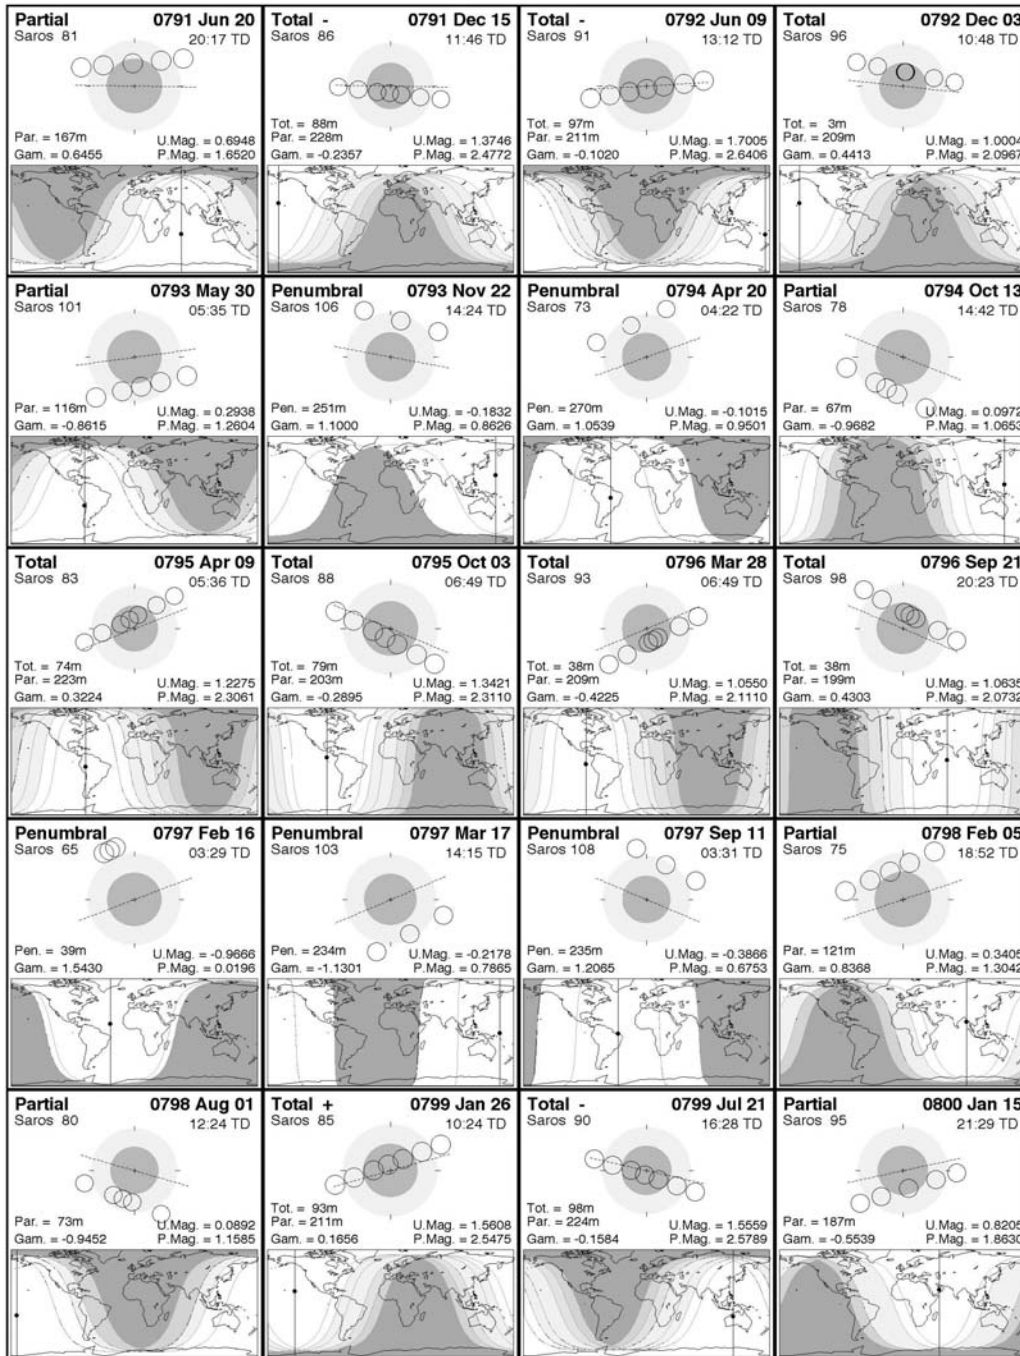 Partial 0791 Jun 20
Saros 81 20:17 TD
Par. = 167m U.Mag. = 0.6948
Gam. = 0.6455 P.Mag. = 1.6520
Total - 0791 Dec 15
Saros 86 11:46 TD
Tot. = 88m
Par. = 228m U.Mag. = 1.3746
Gam. = -0.2357 P.Mag. = 2.4772
Total - 0792 Jun 09
Saros 91 13:12 TD
Tot. = 97m
Par. = 211m U.Mag. = 1.7005
Gam. = -0.1020 P.Mag. = 2.6406
Total 0792 Dec 03
Saros 96 10:48 TD
Tot. = 3m
Par. = 209m U.Mag. = 1.0004
Gam. = 0.4413 P.Mag. = 2.0967
Partial 0793 May 30
Saros 101 05:35 TD
Par. = 116m U.Mag. = 0.2938
Gam. = -0.8615 P.Mag. = 1.2604
Penumbral 0793 Nov 22
Saros 106 14:24 TD
Pen. = 251m U.Mag. = -0.1832
Gam. = 1.1000 P.Mag. = 0.8626
Penumbral 0794 Apr 20
Saros 73 04:22 TD
Pen. = 270m U.Mag. = -0.1015
Gam. = 1.0539 P.Mag. = 0.9501
Partial 0794 Oct 13
Saros 78 14:42 TD
Par. = 67m U.Mag. = 0.0972
Gam. = -0.9682 P.Mag. = 1.0653
Total 0795 Apr 09
Saros 83 05:36 TD
Tot. = 74m
Par. = 223m U.Mag. = 1.2275
Gam. = 0.3224 P.Mag. = 2.3061
Total 0795 Oct 03
Saros 88 06:49 TD
Tot. = 79m
Par. = 203m U.Mag. = 1.3421
Gam. = -0.2895 P.Mag. = 2.3110
Total 0796 Mar 28
Saros 93 06:49 TD
Tot. = 38m
Par. = 209m U.Mag. = 1.0550
Gam. = -0.4225 P.Mag. = 2.1110
Total 0796 Sep 21
Saros 98 20:23 TD
Tot. = 38m
Par. = 199m U.Mag. = 1.0635
Gam. = 0.4303 P.Mag. = 2.0732
Penumbral 0797 Feb 16
Saros 65 03:29 TD
Pen. = 39m U.Mag. = -0.9666
Gam. = 1.5430 P.Mag. = 0.0196
Penumbral 0797 Mar 17
Saros 103 14:15 TD
Pen. = 234m U.Mag. = -0.2178
Gam. = -1.1301 P.Mag. = 0.7865
Penumbral 0797 Sep 11
Saros 108 03:31 TD
Pen. = 235m U.Mag. = -0.3866
Gam. = 1.2065 P.Mag. = 0.6753
Partial 0798 Feb 05
Saros 75 18:52 TD
Par. = 121m U.Mag. = 0.3405
Gam. = 0.8368 P.Mag. = 1.3042
Partial 0798 Aug 01
Saros 80 12:24 TD
Par. = 73m U.Mag. = 0.0892
Gam. = -0.9452 P.Mag. = 1.1585
Total + 0799 Jan 26
Saros 85 10:24 TD
Tot. = 93m
Par. = 211m U.Mag. = 1.5608
Gam. = 0.1656 P.Mag. = 2.5475
Total - 0799 Jul 21
Saros 90 16:28 TD
Tot. = 98m
Par. = 224m U.Mag. = 1.5559
Gam. = -0.1584 P.Mag. = 2.5789
Partial 0800 Jan 15
Saros 95 21:29 TD
Par. = 187m U.Mag. = 0.8205
Gam. = -0.5539 P.Mag. = 1.8630